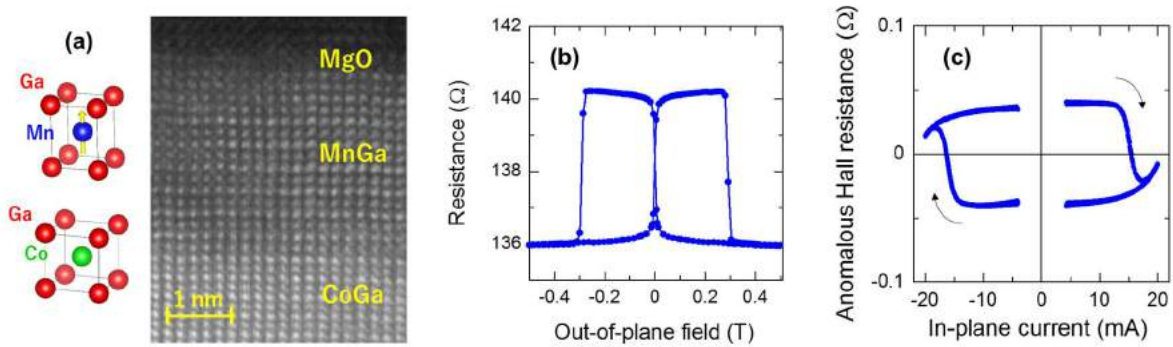 (a)
Ga
Mn
Ga
Co
MgO
MnGa
CoGa
1 nm
(b)
142
140
138
136
Resistance (Ω)
-0.4 -0.2 0 0.2 0.4
Out-of-plane field (T)
(c)
0.1
0
-0.1
Anomalous Hall resistance (Ω)
-20 -10 0 10 20
In-plane current (mA)